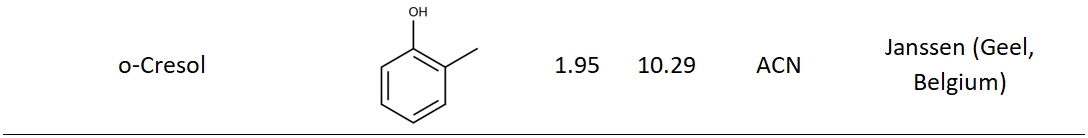 OH
o-Cresol 1.95 10.29 ACN Janssen (Geel,
Belgium)